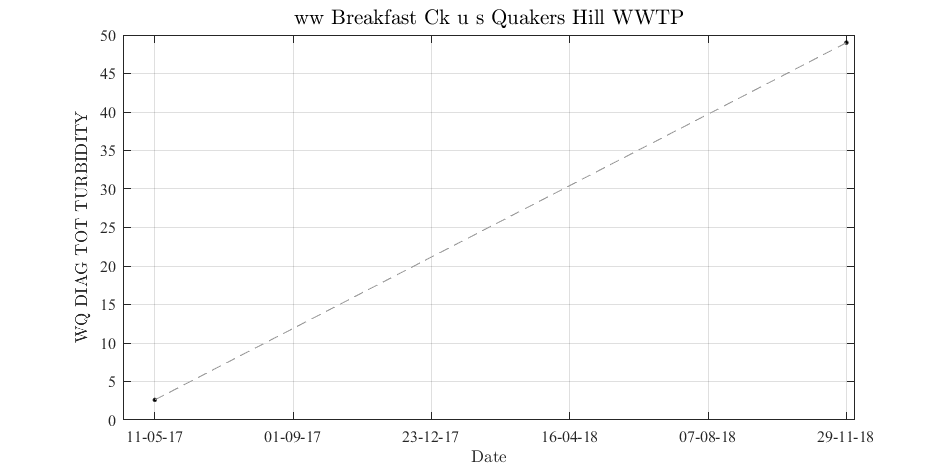 ww Breakfast Ck u s Quakers Hill WWTP
WQ DIAG TOT TURBIDITY
50
45
40
35
30
25
20
15
10
5
0
11-05-17 01-09-17 23-12-17 16-04-18 07-08-18 29-11-18
Date